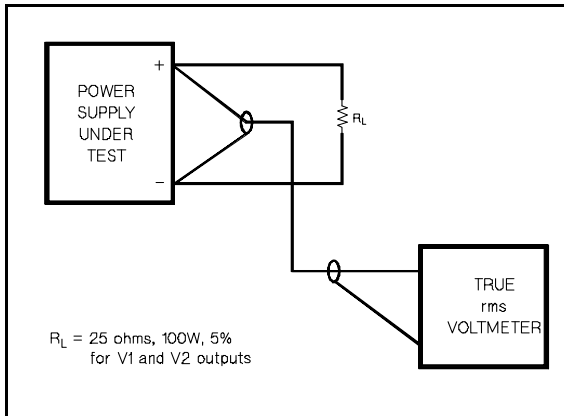 +
POWER
SUPPLY
UNDER
TEST
−
RL
TRUE
rms
VOLTMETER
RL = 25 ohms, 100W, 5%
for V1 and V2 outputs